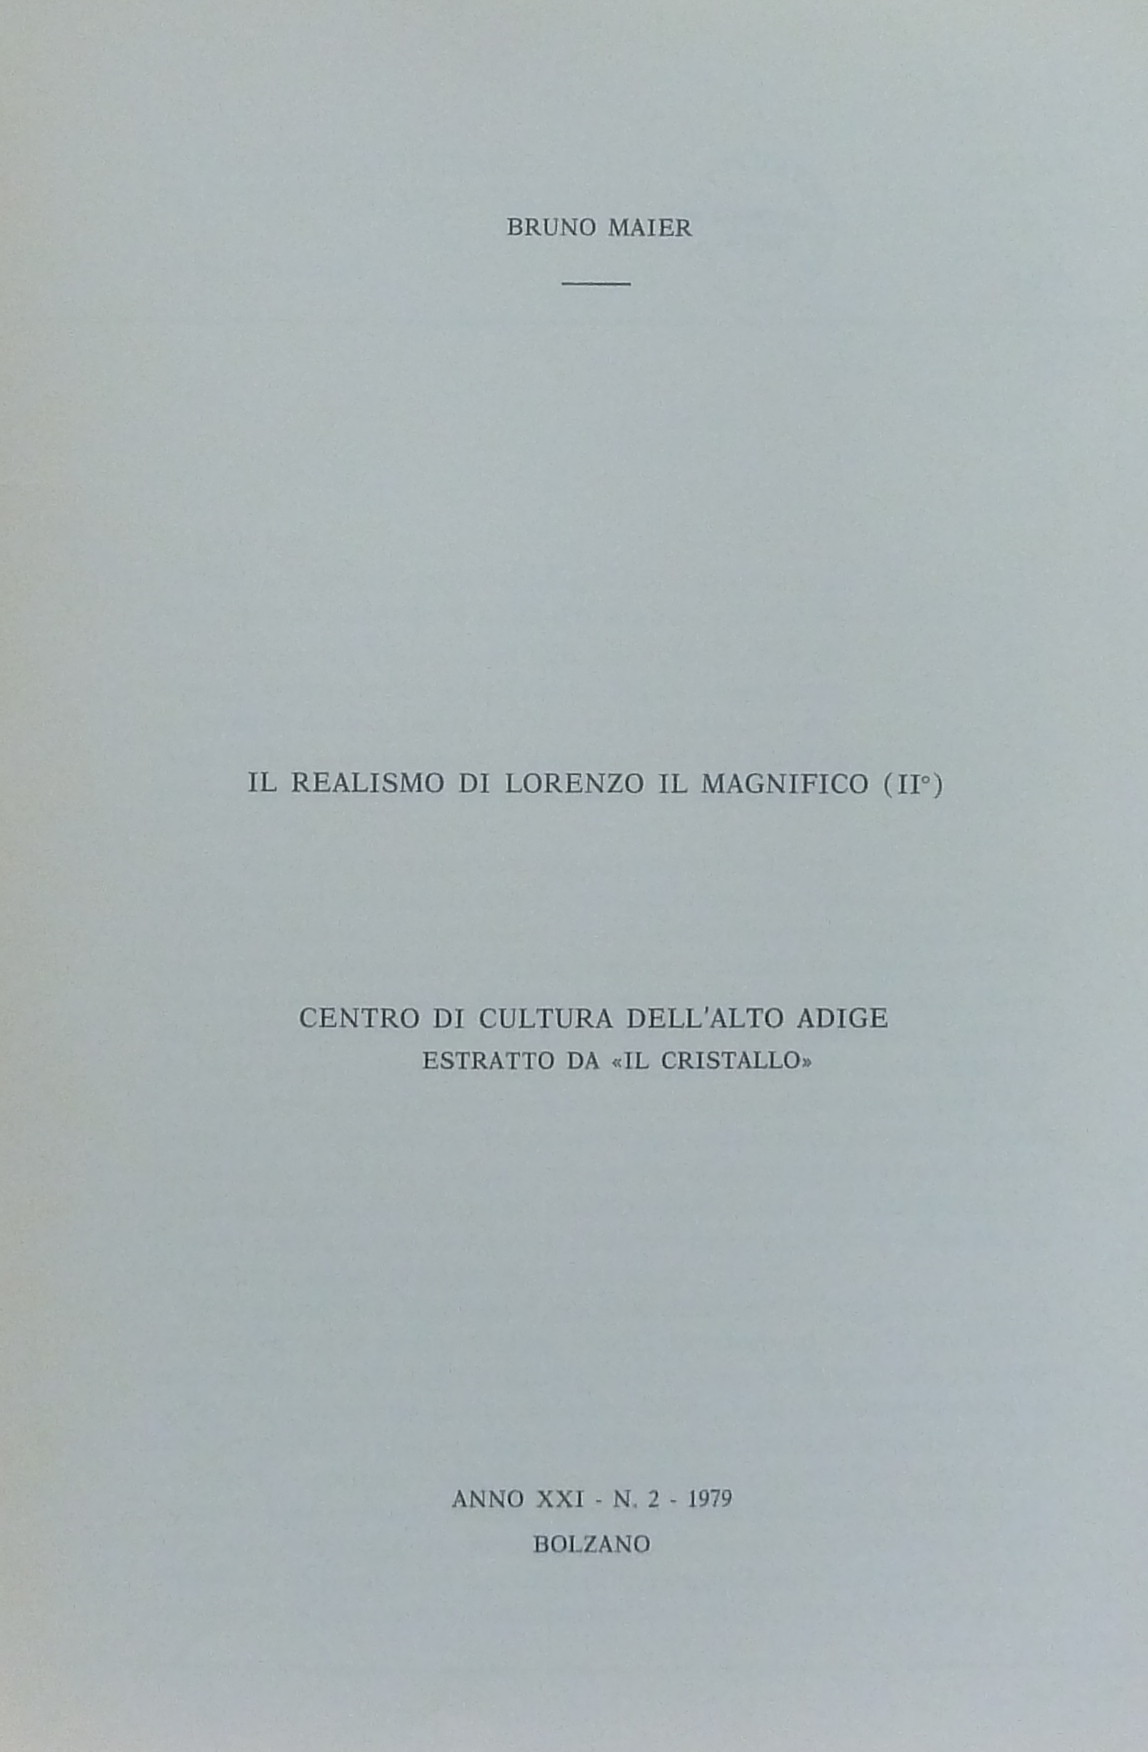 BRUNO MAIER
IL REALISMO DI LORENZO IL MAGNIFICO (II°)
CENTRO DI CULTURA DELL'ALTO ADIGE
ESTRATTO DA «IL CRISTALLO»
ANNO XXI - N. 2 - 1979
BOLZANO